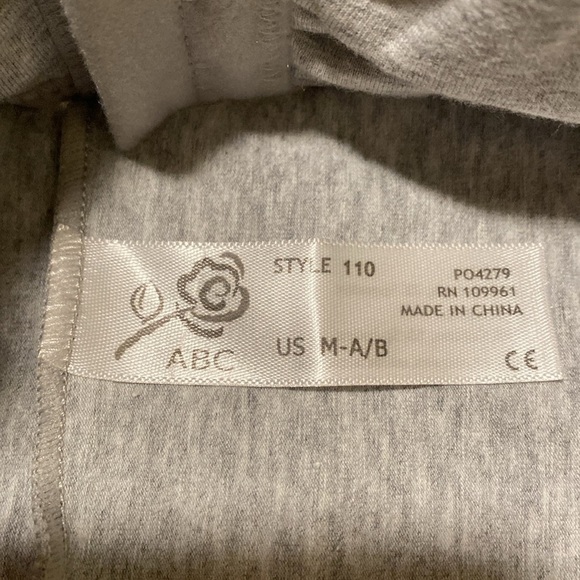 STYLE 110
PO4279
RN 109961
MADE IN CHINA
ABC
US M-A/B
CE